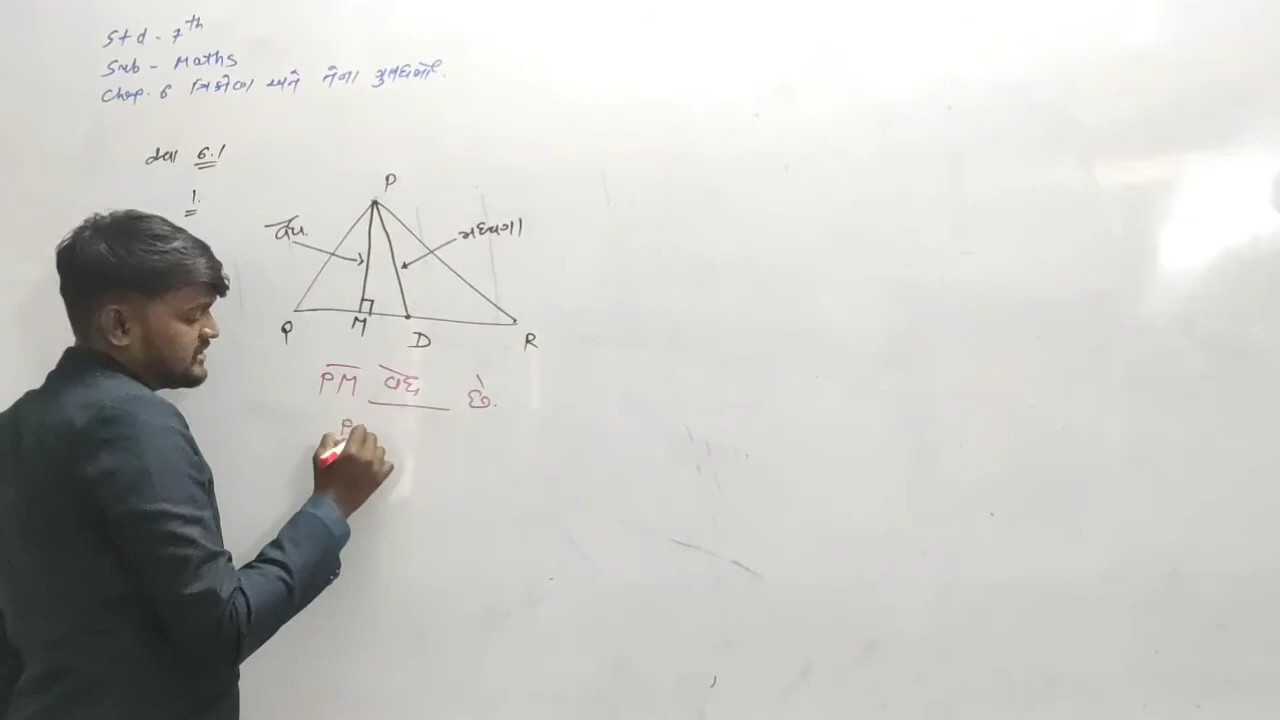 Std - 7th
Sub - Maths
Chap. 6 ત્રિકોણ અને તેના ગુણધર્મો.
સ્વા 6.1
1.
P
વેધ
મધ્યગા
Q M D R
PM વેધ છે.
P